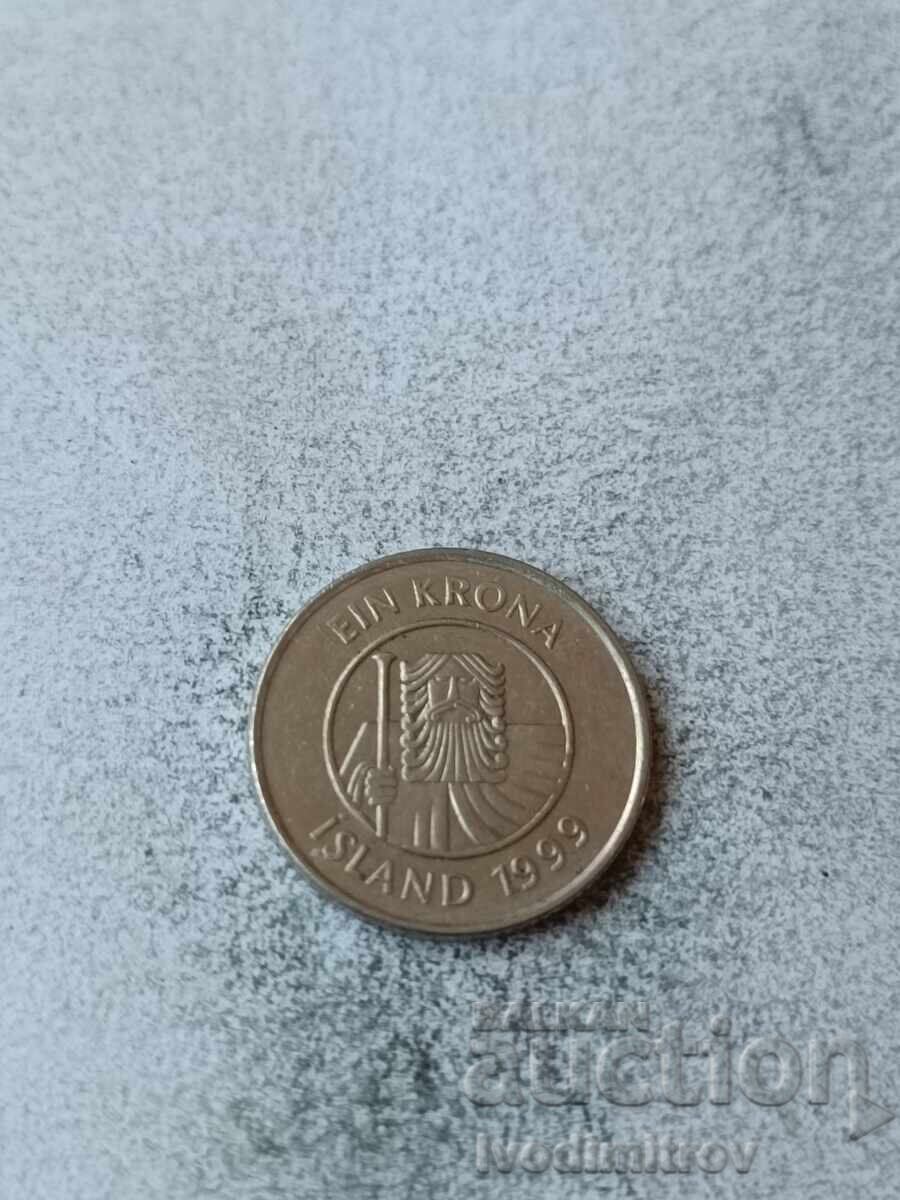 EIN KRÓNA
ÍSLAND 1999
BALKAN
auction
Ivodimitrov